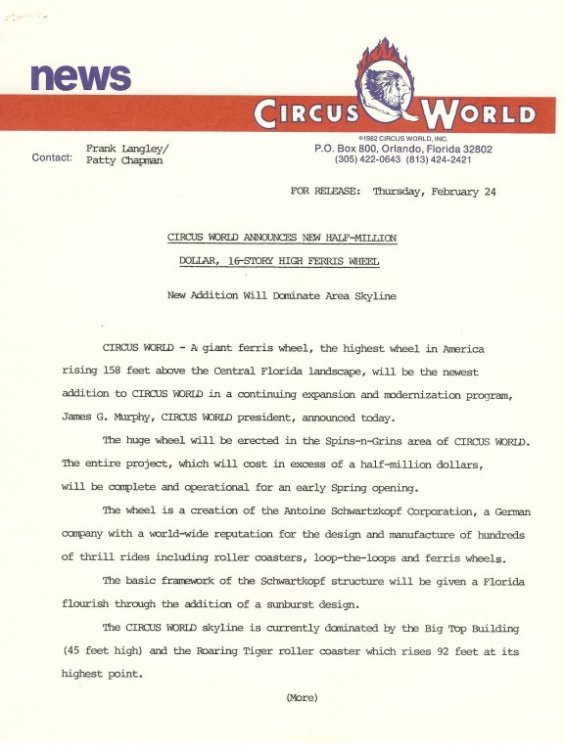 news
CIRCUS WORLD
©1982 CIRCUS WORLD, INC.
P.O. Box 800, Orlando, Florida 32802
(305) 422-0643 (813) 424-2421
Contact: Frank Langley/
Patty Chapman
FOR RELEASE: Thursday, February 24
CIRCUS WORLD ANNOUNCES NEW HALF-MILLION
DOLLAR, 16-STORY HIGH FERRIS WHEEL
New Addition Will Dominate Area Skyline
CIRCUS WORLD - A giant ferris wheel, the highest wheel in America
rising 158 feet above the Central Florida landscape, will be the newest
addition to CIRCUS WORLD in a continuing expansion and modernization program,
James G. Murphy, CIRCUS WORLD president, announced today.
The huge wheel will be erected in the Spins-n-Grins area of CIRCUS WORLD.
The entire project, which will cost in excess of a half-million dollars,
will be complete and operational for an early Spring opening.
The wheel is a creation of the Antoine Schwartzkopf Corporation, a German
company with a world-wide reputation for the design and manufacture of hundreds
of thrill rides including roller coasters, loop-the-loops and ferris wheels.
The basic framework of the Schwartkopf structure will be given a Florida
flourish through the addition of a sunburst design.
The CIRCUS WORLD skyline is currently dominated by the Big Top Building
(45 feet high) and the Roaring Tiger roller coaster which rises 92 feet at its
highest point.
(More)